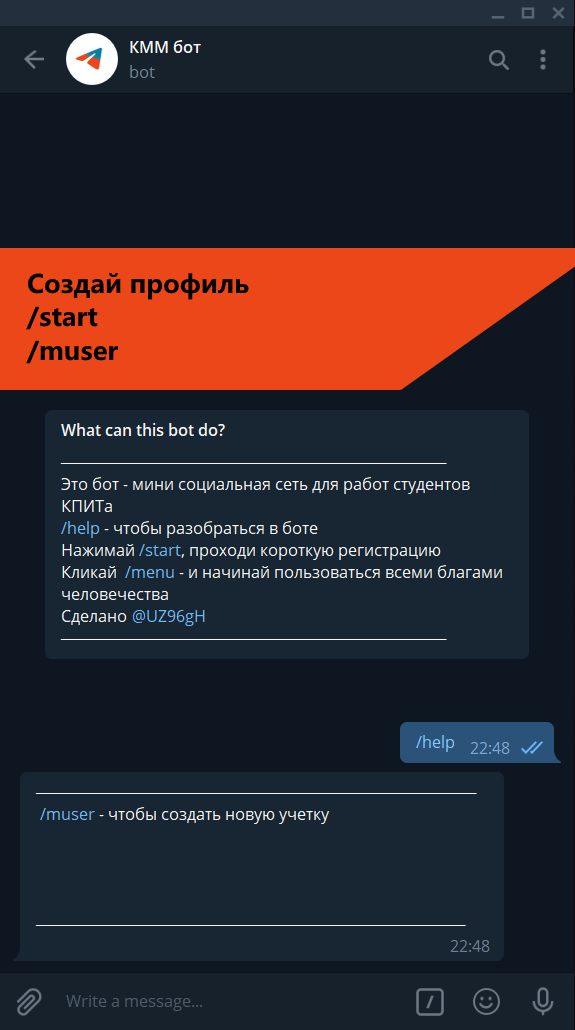 КММ бот
bot
Создай профиль
/start
/muser
What can this bot do?
Это бот - мини социальная сеть для работ студентов
КПИТа
/help - чтобы разобраться в боте
Нажимай /start, проходи короткую регистрацию
Кликай /menu - и начинай пользоваться всеми благами
человечества
Сделано @UZ96gH
/help 22:48
/muser - чтобы создать новую учетку
22:48
Write a message...